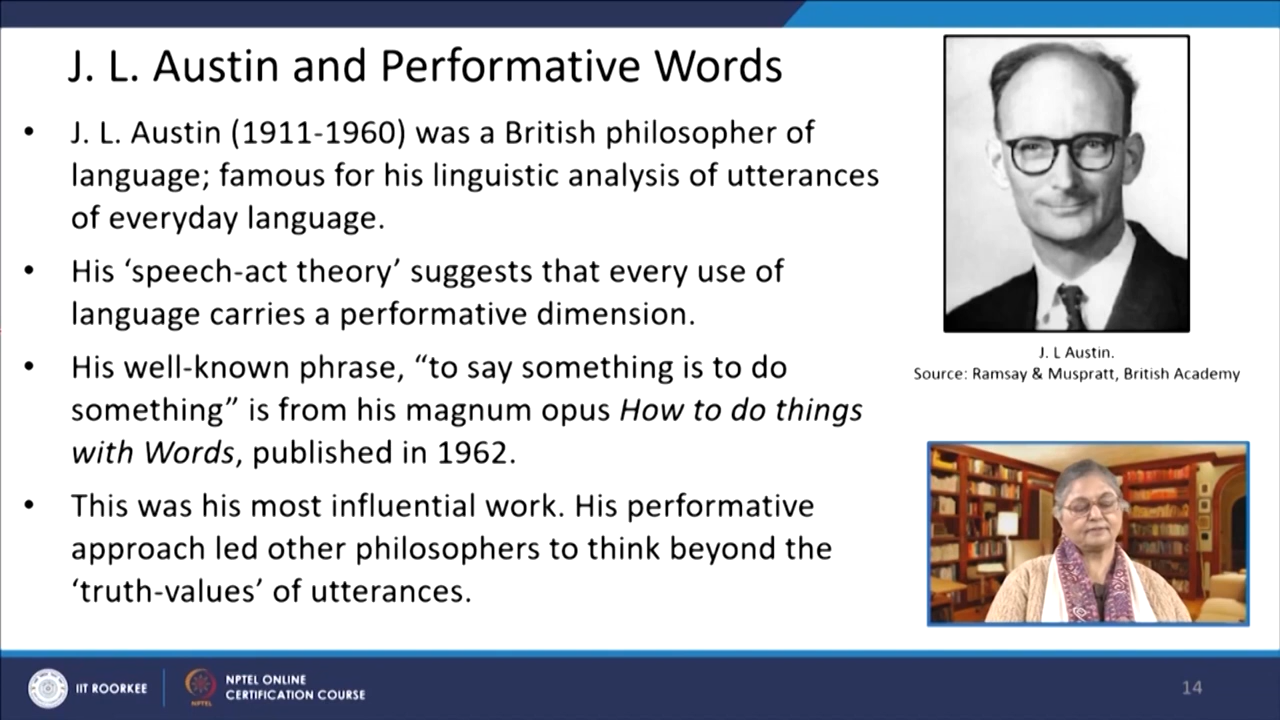 J. L. Austin and Performative Words
• J. L. Austin (1911-1960) was a British philosopher of
language; famous for his linguistic analysis of utterances
of everyday language.
• His ‘speech-act theory’ suggests that every use of
language carries a performative dimension.
• His well-known phrase, “to say something is to do
something” is from his magnum opus How to do things
with Words, published in 1962.
• This was his most influential work. His performative
approach led other philosophers to think beyond the
‘truth-values’ of utterances.
J. L Austin.
Source: Ramsay & Muspratt, British Academy
IIT ROORKEE
NPTEL
NPTEL ONLINE
CERTIFICATION COURSE
14